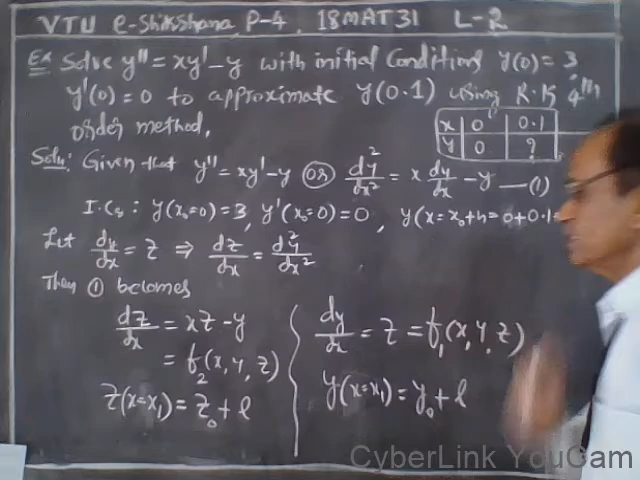 VTU e-Shikshana P-4, 18MAT31 L-2
Ex Solve y'' = xy' - y with initial Conditions y(0) = 3,
y'(0) = 0 to approximate y(0.1) using R.K 4th
order method.
x | 0 | 0.1
y | 0 | ?
Soln: Given that y'' = xy' - y or d²y/dx² = x dy/dx - y — (1)
I.Cs: y(x₀=0) = 3, y'(x₀=0) = 0, y(x = x₀+h = 0+0.1 =
Let dy/dx = z ⇒ dz/dx = d²y/dx²
Then ① becomes
dz/dx = xz - y
= f₂(x, y, z)
z(x=x₁) = z₀ + l
dy/dx = z = f₁(x, y, z)
y(x=x₁) = y₀ + l
CyberLink YouCam